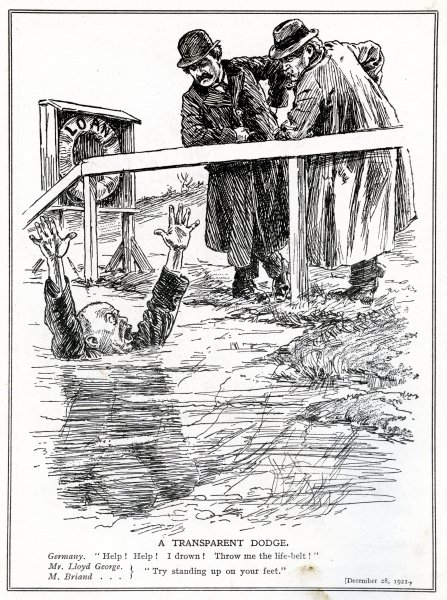 LOAN
A TRANSPARENT DODGE.
Germany. "Help! Help! I drown! Throw me the life-belt!"
Mr. Lloyd George.
M. Briand . . . } "Try standing up on your feet."
[December 28, 1921.